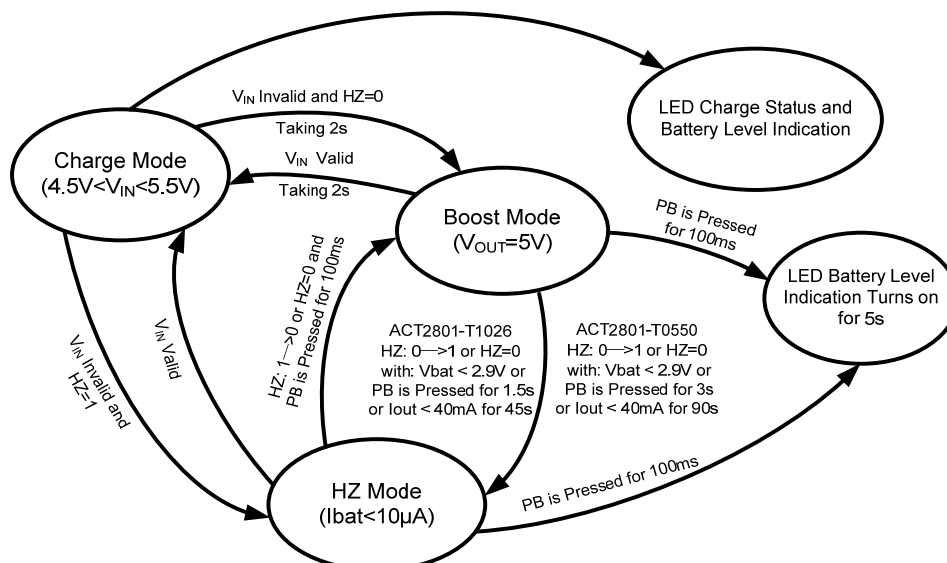 V_IN Invalid and HZ=0
Taking 2s
V_IN Valid
Taking 2s
LED Charge Status and
Battery Level Indication
Charge Mode
(4.5V<V_IN<5.5V)
Boost Mode
(V_OUT=5V)
PB is Pressed
for 100ms
LED Battery Level
Indication Turns on
for 5s
HZ: 1—>0 or HZ=0 and
PB is Pressed for 100ms
ACT2801-T1026
HZ: 0—>1 or HZ=0
with: Vbat < 2.9V or
PB is Pressed for 1.5s
or Iout < 40mA for 45s
ACT2801-T0550
HZ: 0—>1 or HZ=0
with: Vbat < 2.9V or
PB is Pressed for 3s
or Iout < 40mA for 90s
V_IN Invalid and
HZ=1
V_IN Valid
HZ Mode
(Ibat<10μA)
PB is Pressed for 100ms